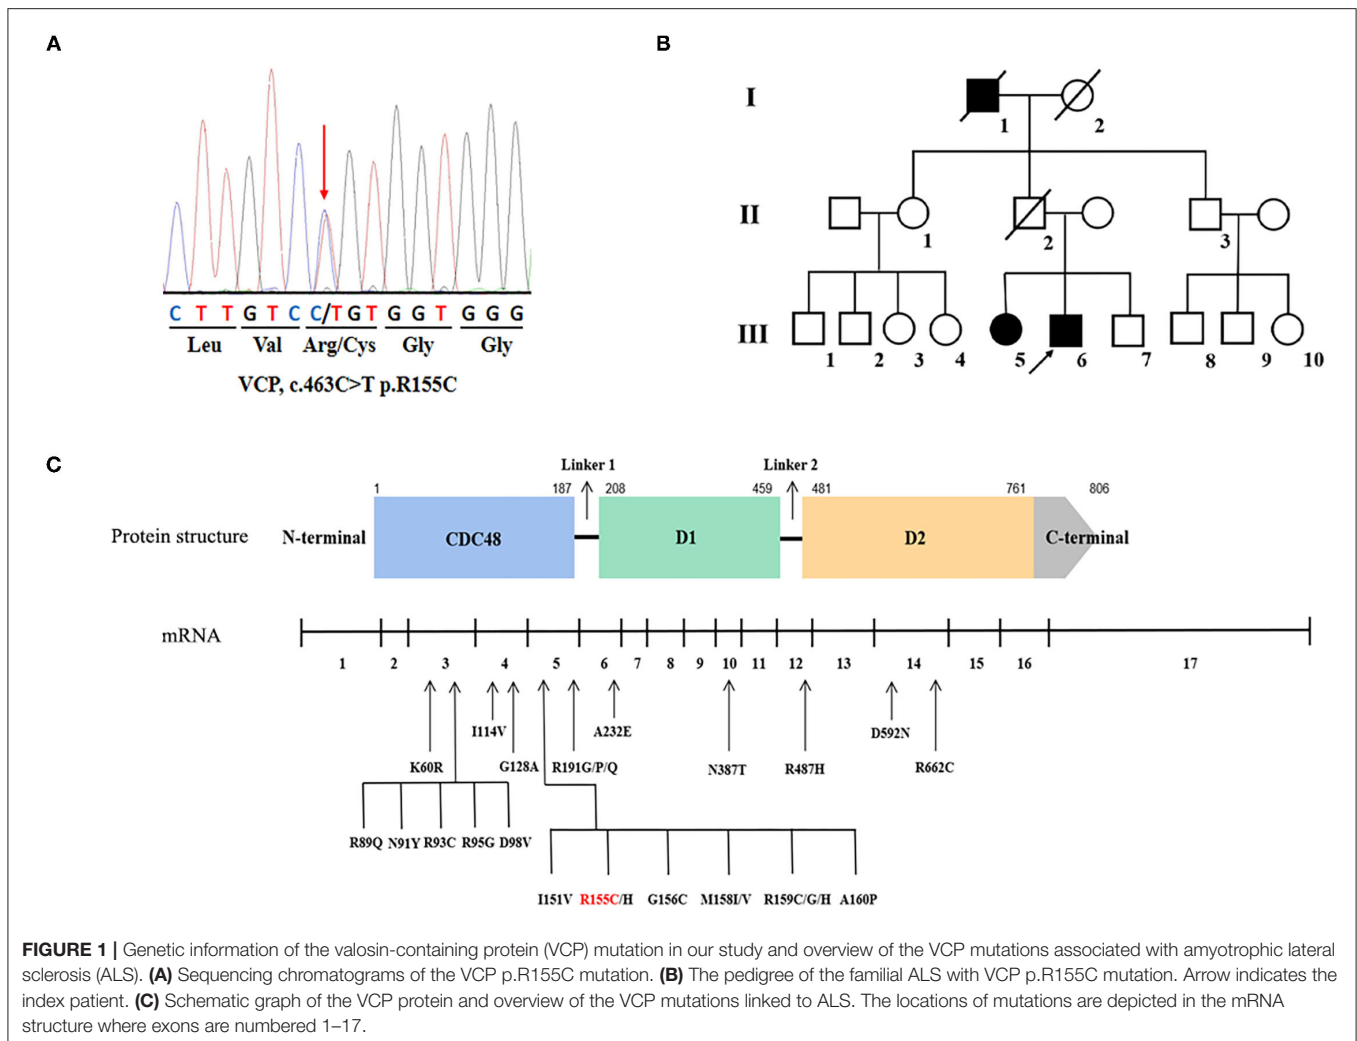 A
C T T G T C C/T G T G G T G G G
Leu Val Arg/Cys Gly Gly
VCP, c.463C>T p.R155C
B
I
1 2
II
1 2 3
III
1 2 3 4 5 6 7 8 9 10
C
Linker 1 Linker 2
1 187 208 459 481 761 806
Protein structure N-terminal CDC48 D1 D2 C-terminal
mRNA
1 2 3 4 5 6 7 8 9 10 11 12 13 14 15 16 17
I114V A232E D592N
K60R G128A R191G/P/Q N387T R487H R662C
R89Q N91Y R93C R95G D98V
I151V R155C/H G156C M158I/V R159C/G/H A160P
FIGURE 1 | Genetic information of the valosin-containing protein (VCP) mutation in our study and overview of the VCP mutations associated with amyotrophic lateral
sclerosis (ALS). (A) Sequencing chromatograms of the VCP p.R155C mutation. (B) The pedigree of the familial ALS with VCP p.R155C mutation. Arrow indicates the
index patient. (C) Schematic graph of the VCP protein and overview of the VCP mutations linked to ALS. The locations of mutations are depicted in the mRNA
structure where exons are numbered 1–17.